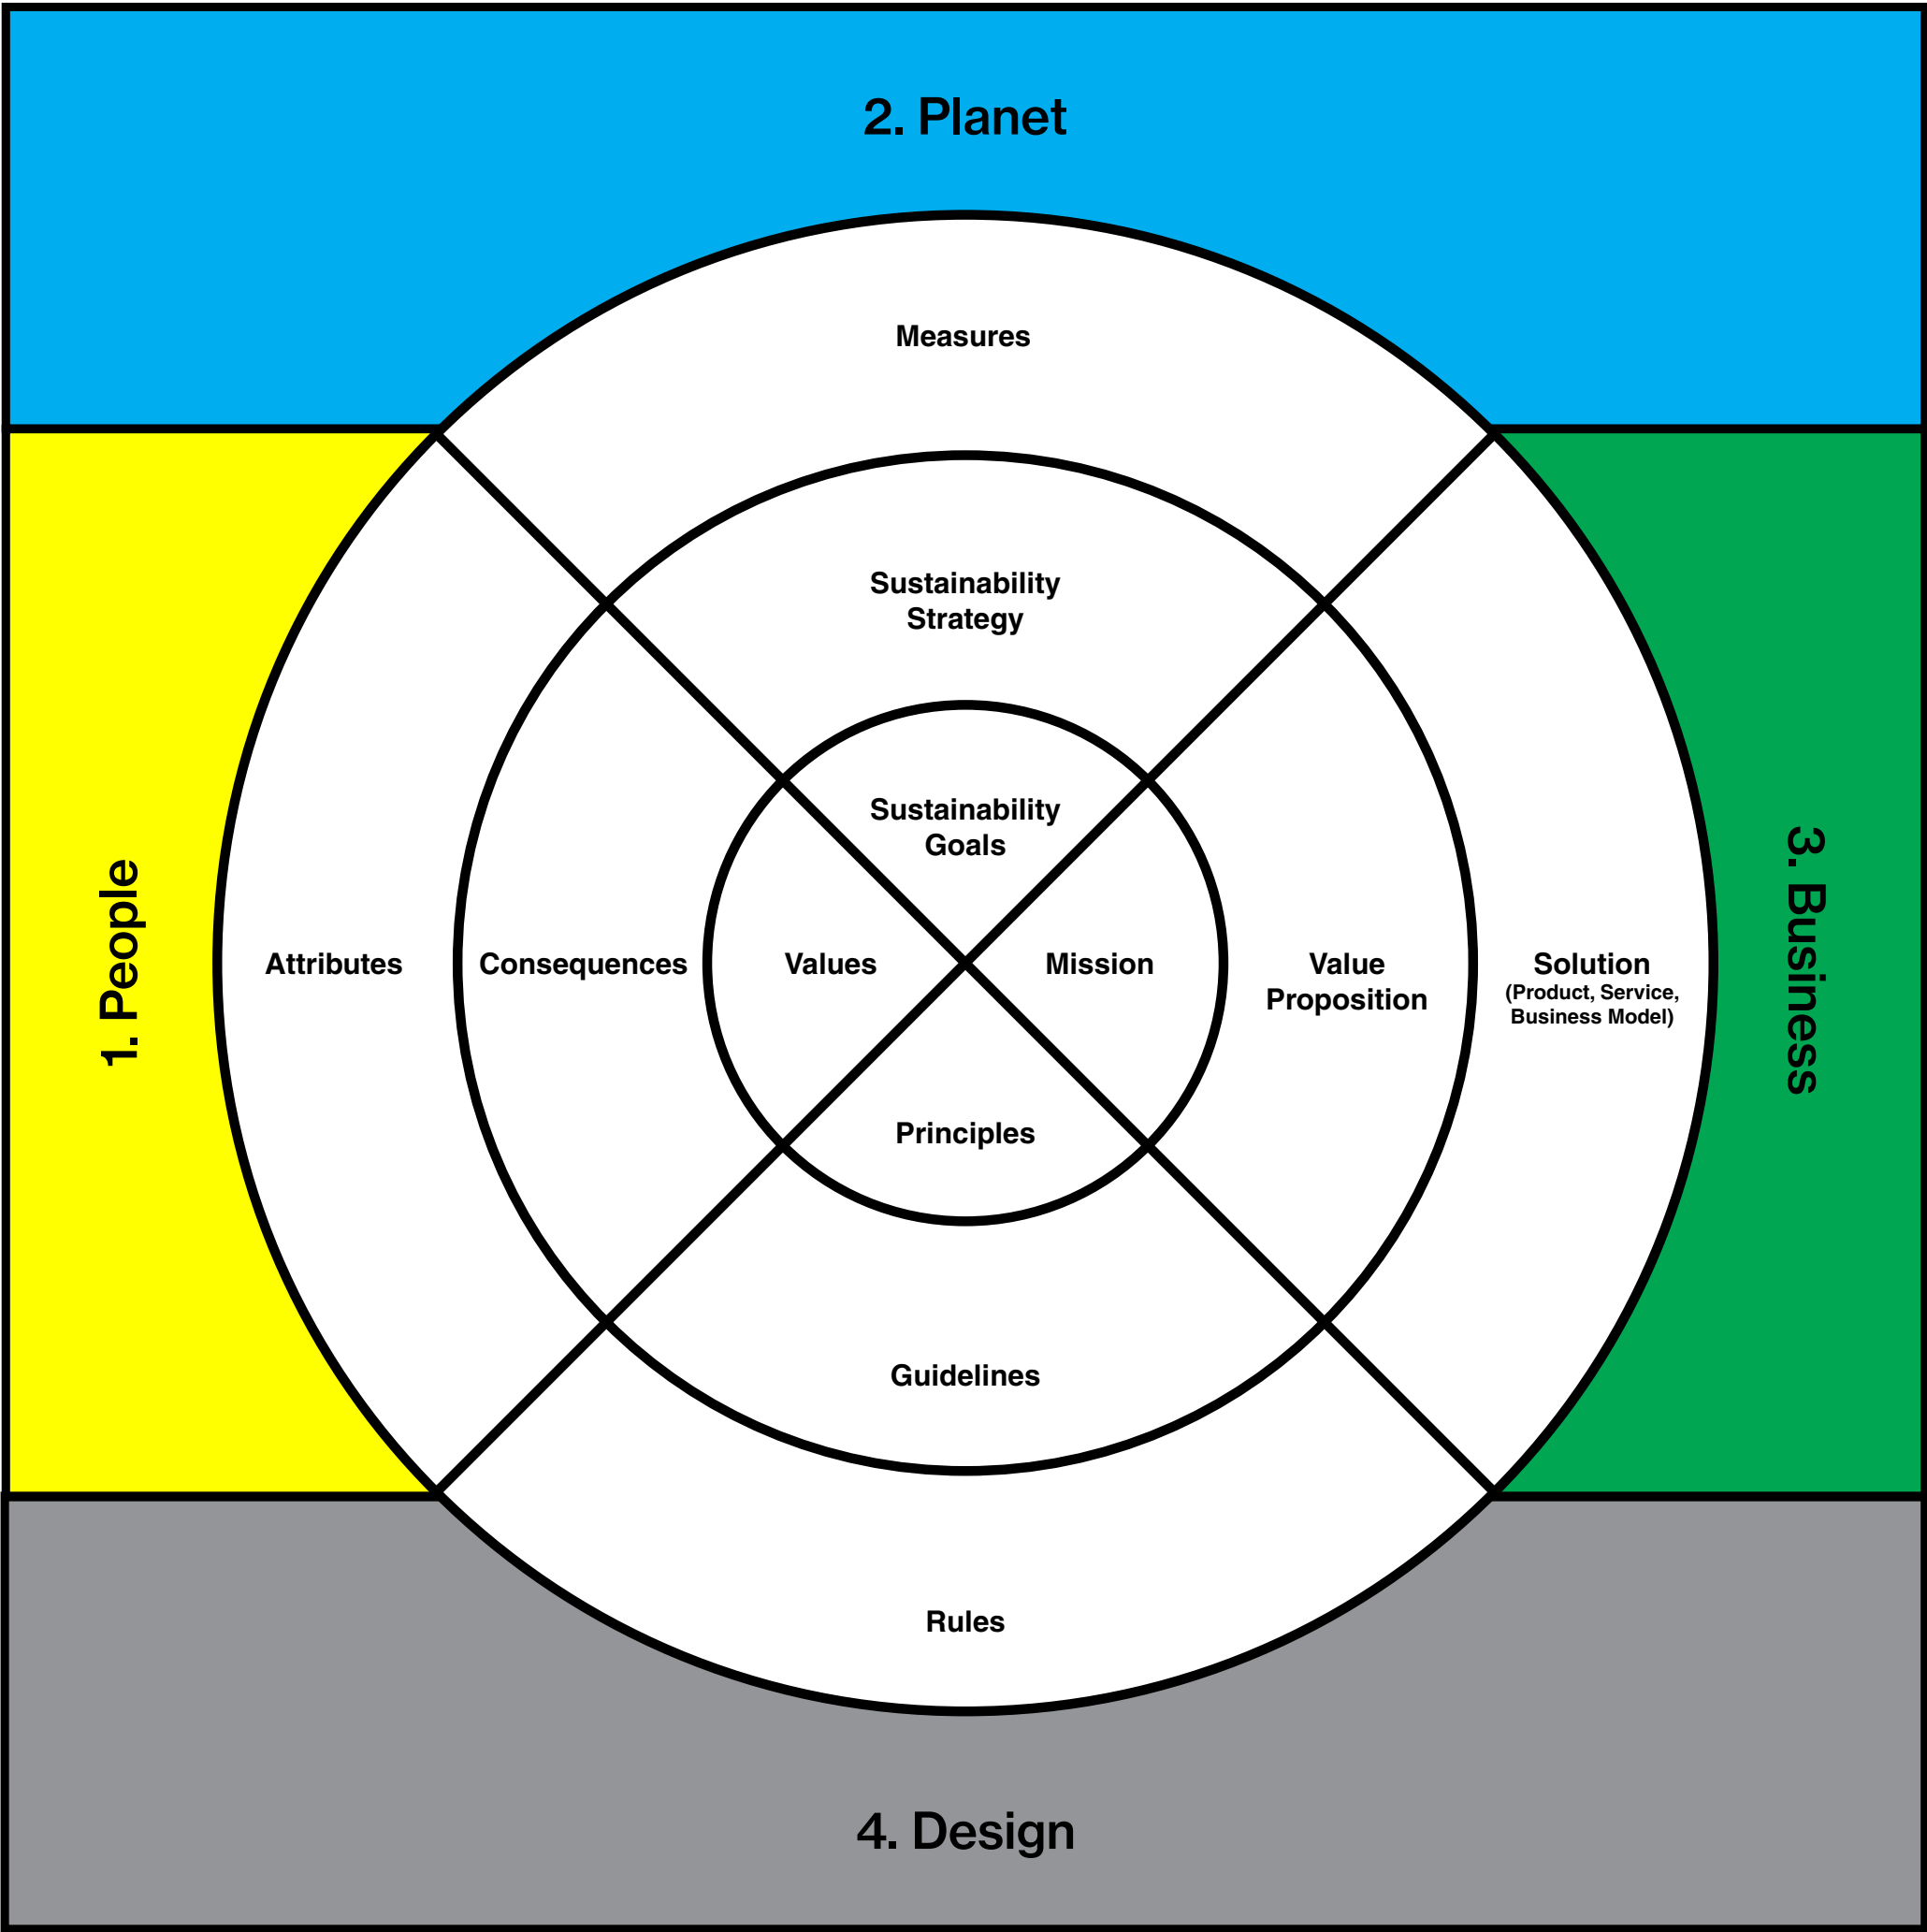 2. Planet
Measures
Sustainability
Strategy
Sustainability
Goals
1. People
Attributes
Consequences
Values
Mission
Value
Proposition
Solution
(Product, Service,
Business Model)
3. Business
Principles
Guidelines
Rules
4. Design